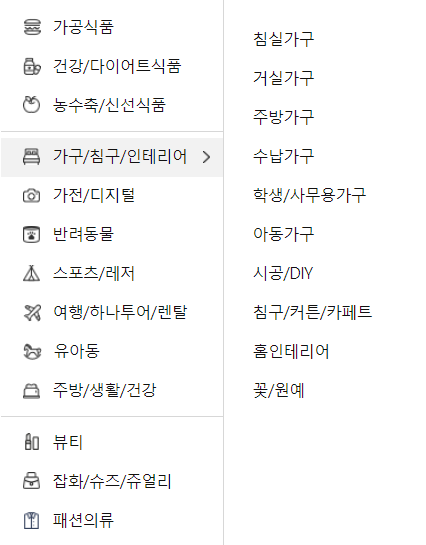 가공식품
건강/다이어트식품
농수축/신선식품
가구/침구/인테리어
가전/디지털
반려동물
스포츠/레저
여행/하나투어/렌탈
유아동
주방/생활/건강
뷰티
잡화/슈즈/쥬얼리
패션의류
침실가구
거실가구
주방가구
수납가구
학생/사무용가구
아동가구
시공/DIY
침구/커튼/카페트
홈인테리어
꽃/원예